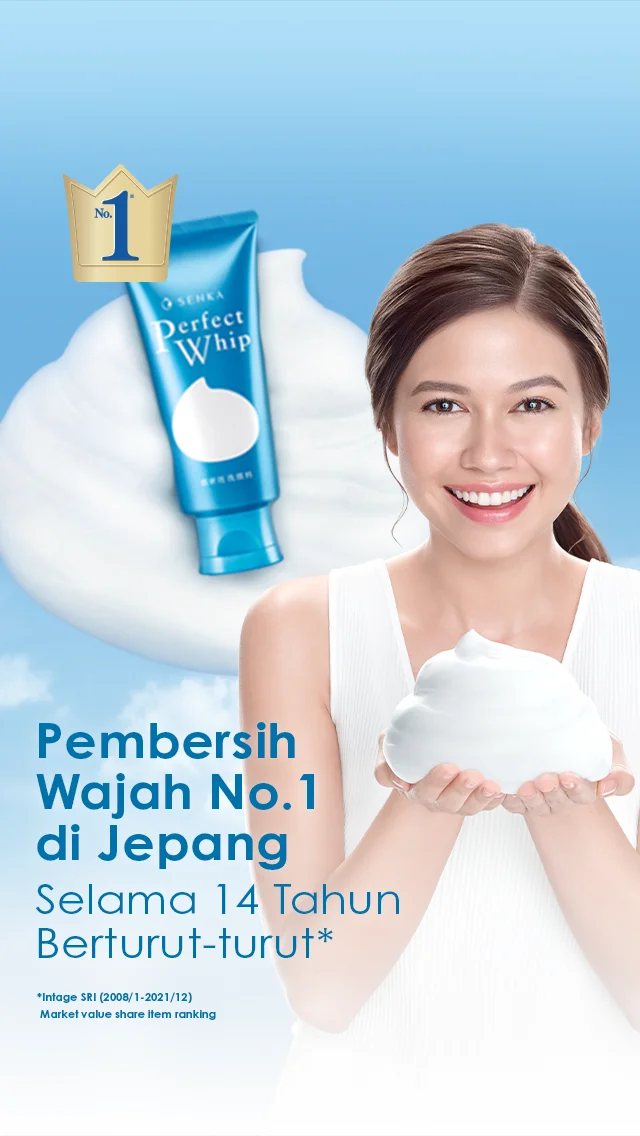 No.1*
SENKA
Perfect
Whip
Pembersih
Wajah No.1
di Jepang
Selama 14 Tahun
Berturut-turut*
*Intage SRI (2008/1-2021/12)
Market value share item ranking